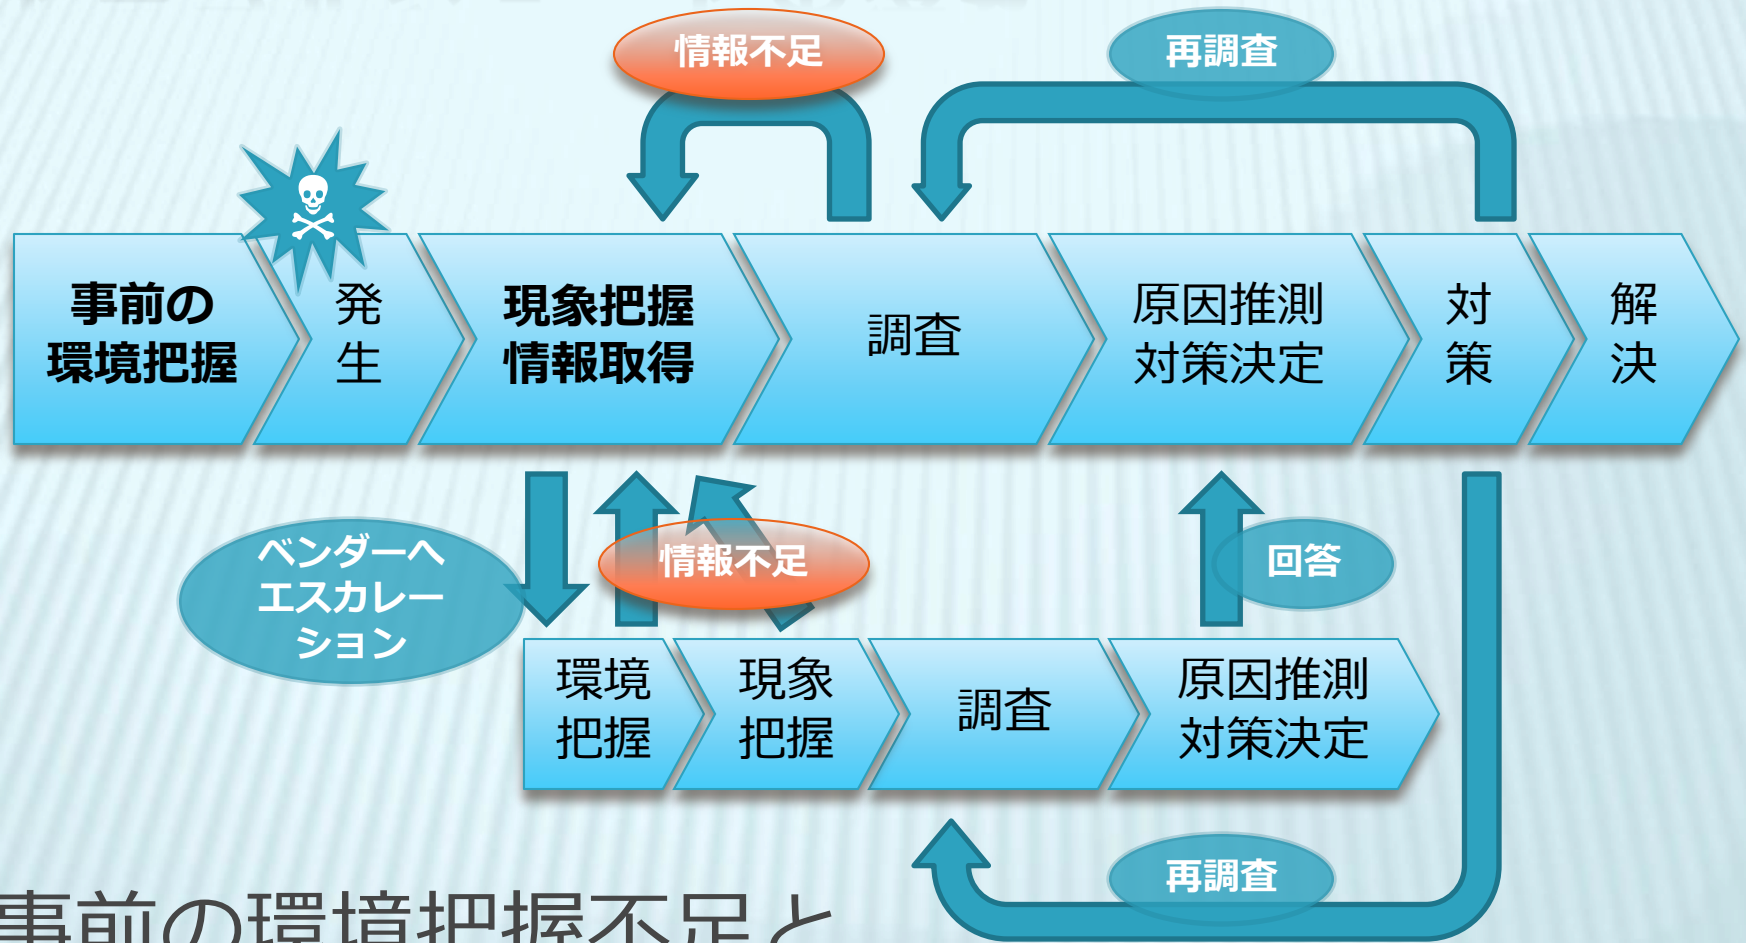 情報不足
再調査
事前の
環境把握
発
生
現象把握
情報取得
調査
原因推測
対策決定
対
策
解
決
ベンダーへ
エスカレー
ション
情報不足
回答
環境
把握
現象
把握
調査
原因推測
対策決定
再調査
事前の環境把握不足と